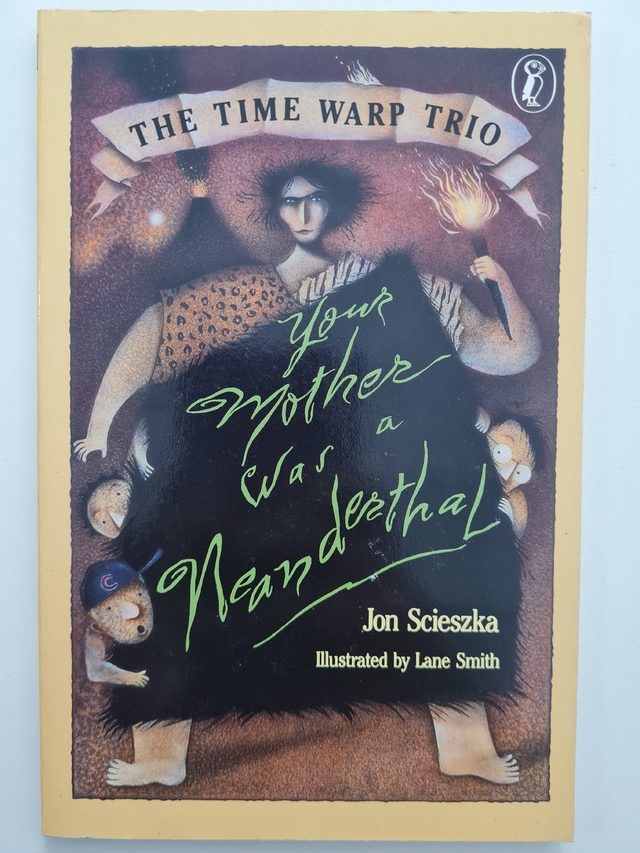 THE TIME WARP TRIO
Your
Mother
was a
Neanderthal
Jon Scieszka
Illustrated by Lane Smith
C